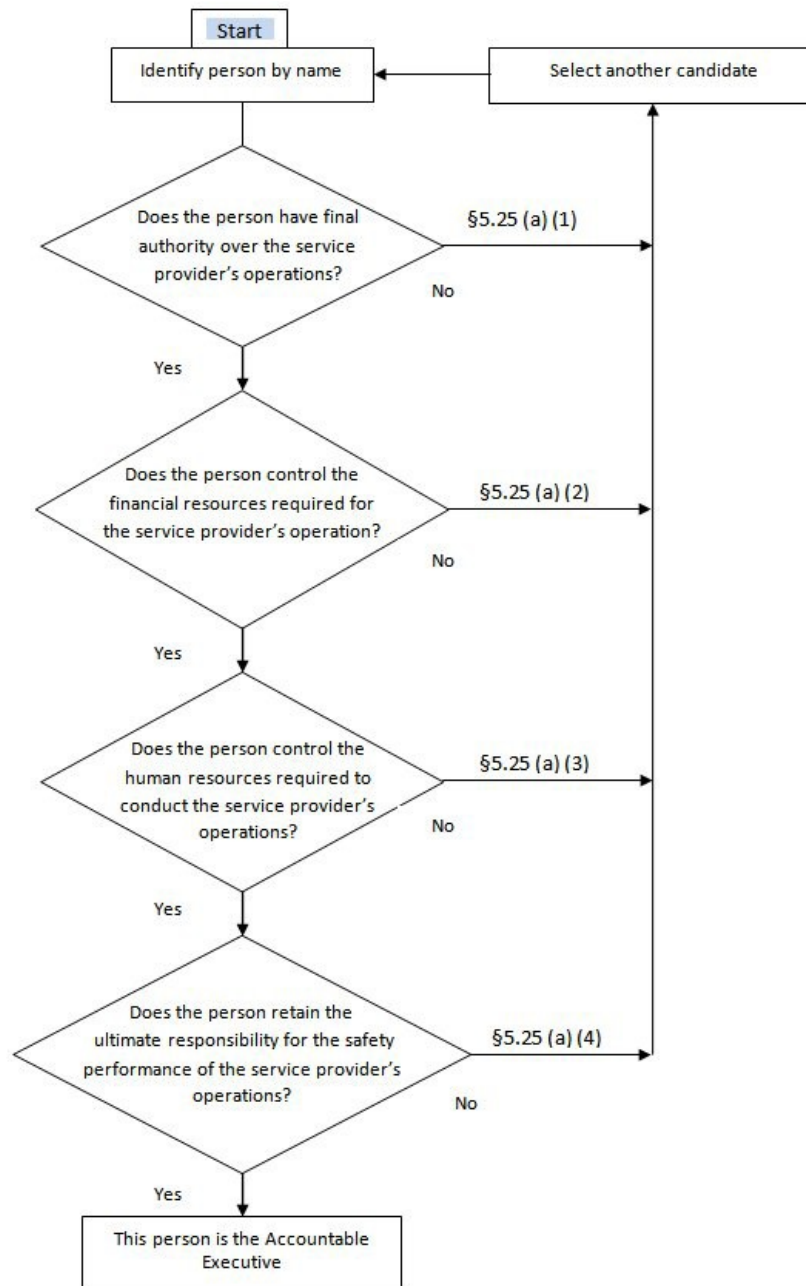 Start
Identify person by name
Select another candidate
Does the person have final
authority over the service
provider's operations?
§5.25 (a) (1)
No
Yes
Does the person control the
financial resources required for
the service provider's operation?
§5.25 (a) (2)
No
Yes
Does the person control the
human resources required to
conduct the service provider's
operations?
§5.25 (a) (3)
No
Yes
Does the person retain the
ultimate responsibility for the safety
performance of the service provider's
operations?
§5.25 (a) (4)
No
Yes
This person is the Accountable
Executive